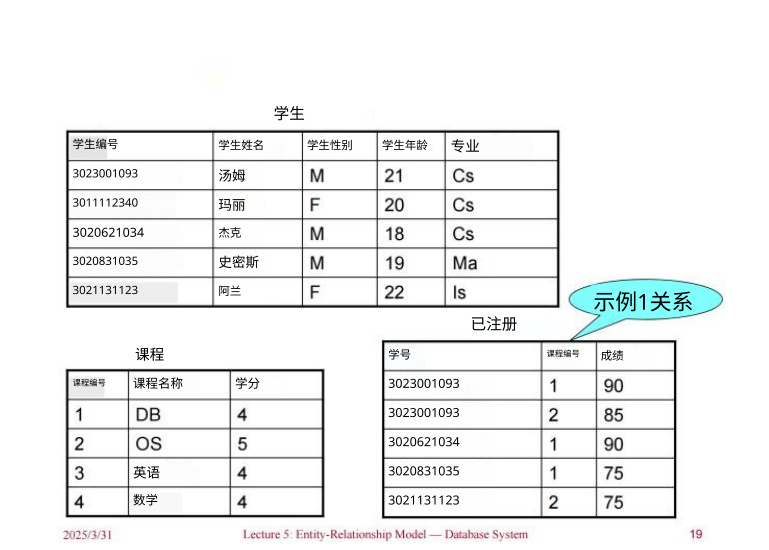 学生
学生编号 学生姓名 学生性别 学生年龄 专业
3023001093 汤姆 M 21 Cs
3011112340 玛丽 F 20 Cs
3020621034 杰克 M 18 Cs
3020831035 史密斯 M 19 Ma
3021131123 阿兰 F 22 Is
示例1关系
已注册
学号 课程编号 成绩
3023001093 1 90
3023001093 2 85
3020621034 1 90
3020831035 1 75
3021131123 2 75
课程
课程编号 课程名称 学分
1 DB 4
2 OS 5
3 英语 4
4 数学 4
2025/3/31 Lecture 5: Entity-Relationship Model — Database System 19